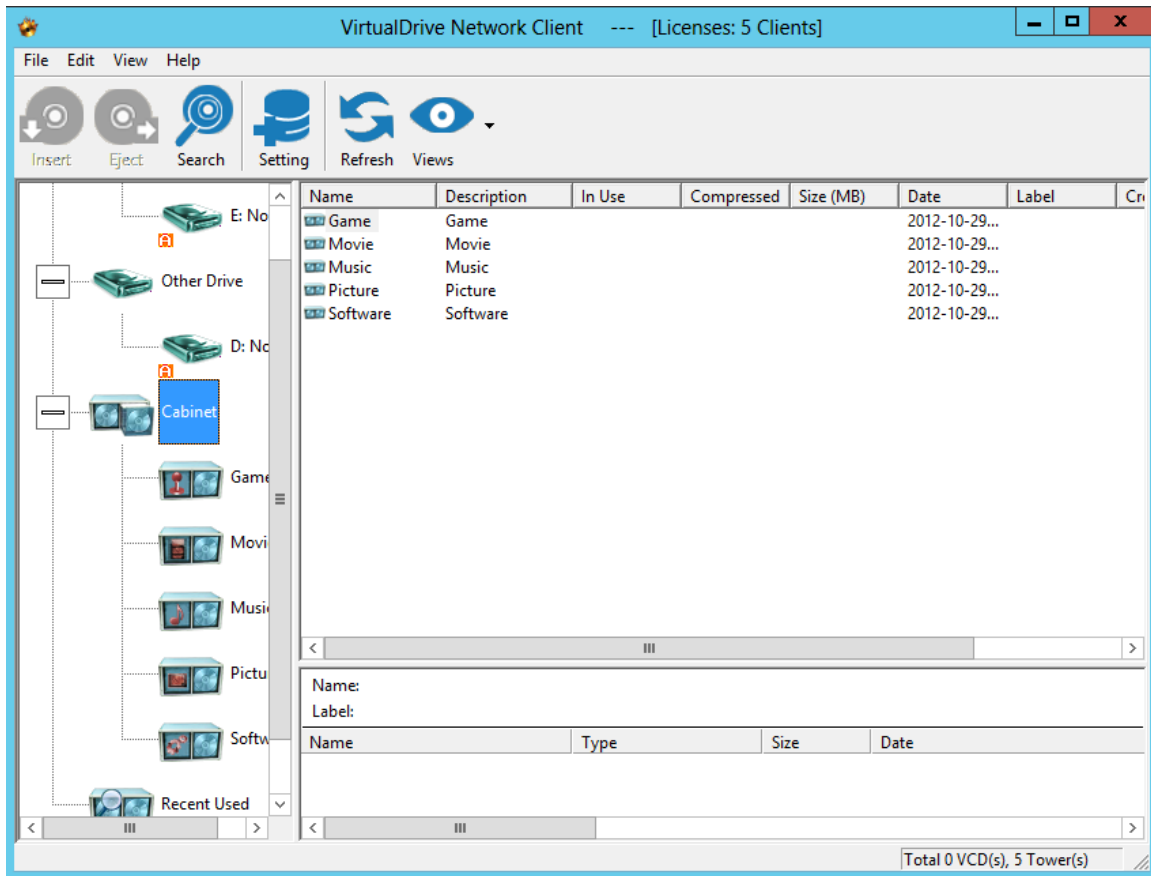 VirtualDrive Network Client --- [Licenses: 5 Clients]
File Edit View Help
Insert Eject Search Setting Refresh Views
E: No
Other Drive
D: No
Cabinet
Game
Movi
Musi
Pictu
Softw
Recent Used
Name Description In Use Compressed Size (MB) Date Label Cre
Game Game 2012-10-29...
Movie Movie 2012-10-29...
Music Music 2012-10-29...
Picture Picture 2012-10-29...
Software Software 2012-10-29...
Name:
Label:
Name Type Size Date
Total 0 VCD(s), 5 Tower(s)